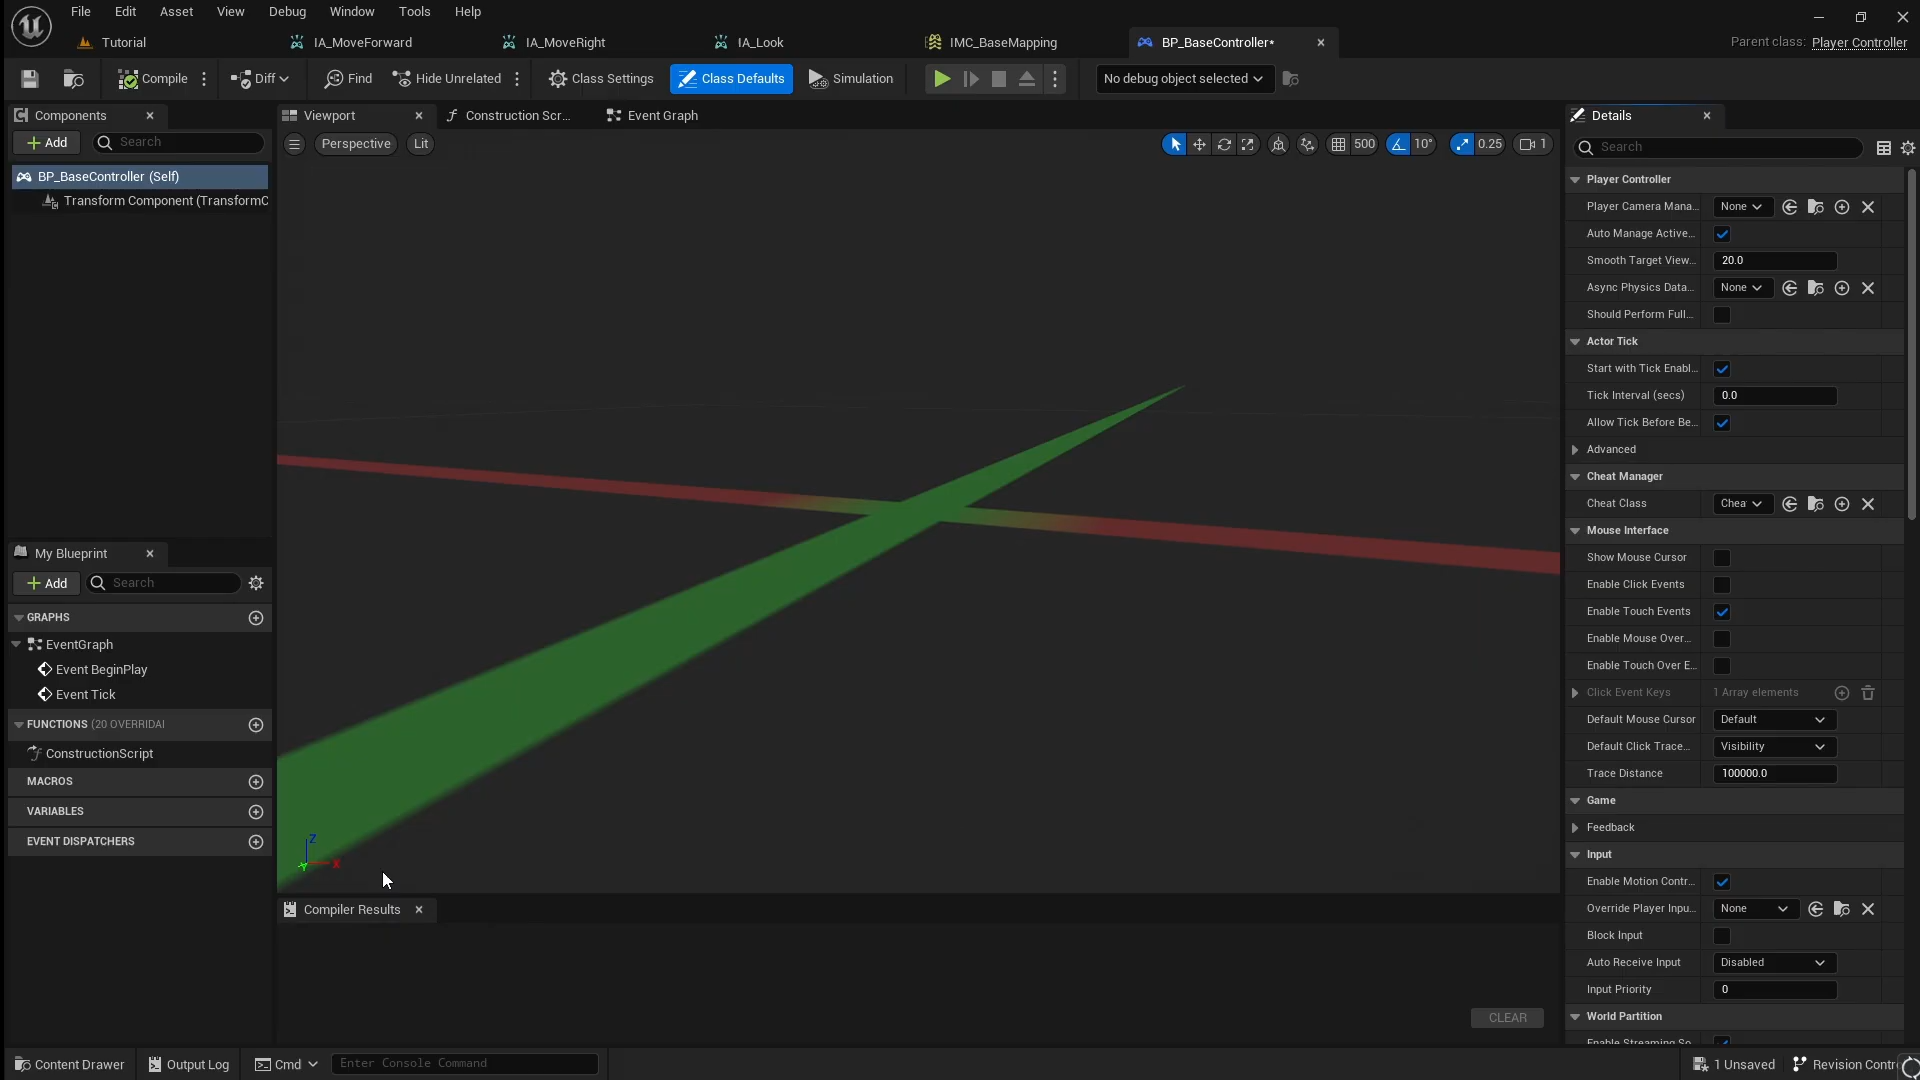 File Edit Asset View Debug Window Tools Help
Tutorial IA_MoveForward IA_MoveRight IA_Look IMC_BaseMapping BP_BaseController* Parent class: Player Controller
Compile Diff Find Hide Unrelated Class Settings Class Defaults Simulation No debug object selected
Components
Add Search
BP_BaseController (Self)
Transform Component (TransformC
My Blueprint
Add Search
GRAPHS
EventGraph
Event BeginPlay
Event Tick
FUNCTIONS (20 OVERRIDAI
ConstructionScript
MACROS
VARIABLES
EVENT DISPATCHERS
Viewport Construction Scr... Event Graph
Perspective Lit 500 10° 0.25 1
Z
X
Compiler Results
CLEAR
Details
Search
Player Controller
Player Camera Mana... None
Auto Manage Active...
Smooth Target View... 20.0
Async Physics Data... None
Should Perform Full...
Actor Tick
Start with Tick Enabl...
Tick Interval (secs) 0.0
Allow Tick Before Be...
Advanced
Cheat Manager
Cheat Class Chea
Mouse Interface
Show Mouse Cursor
Enable Click Events
Enable Touch Events
Enable Mouse Over...
Enable Touch Over E...
Click Event Keys 1 Array elements
Default Mouse Cursor Default
Default Click Trace... Visibility
Trace Distance 100000.0
Game
Feedback
Input
Enable Motion Contr...
Override Player Inpu... None
Block Input
Auto Receive Input Disabled
Input Priority 0
World Partition
Enable Streaming So...
Content Drawer Output Log Cmd Enter Console Command 1 Unsaved Revision Contr